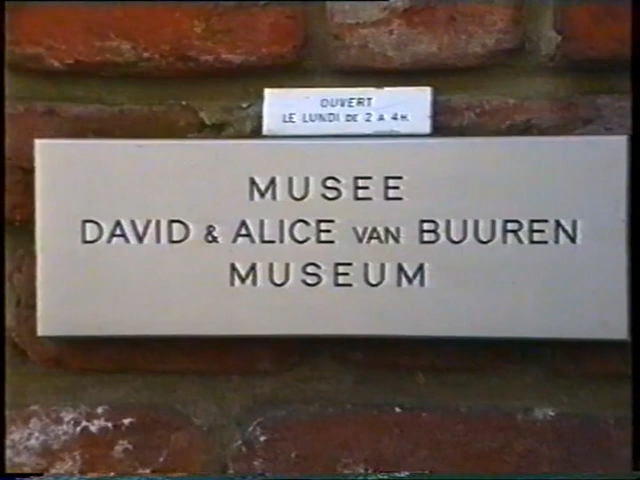 OUVERT
LE LUNDI DE 2 A 4H.
MUSEE
DAVID & ALICE VAN BUUREN
MUSEUM